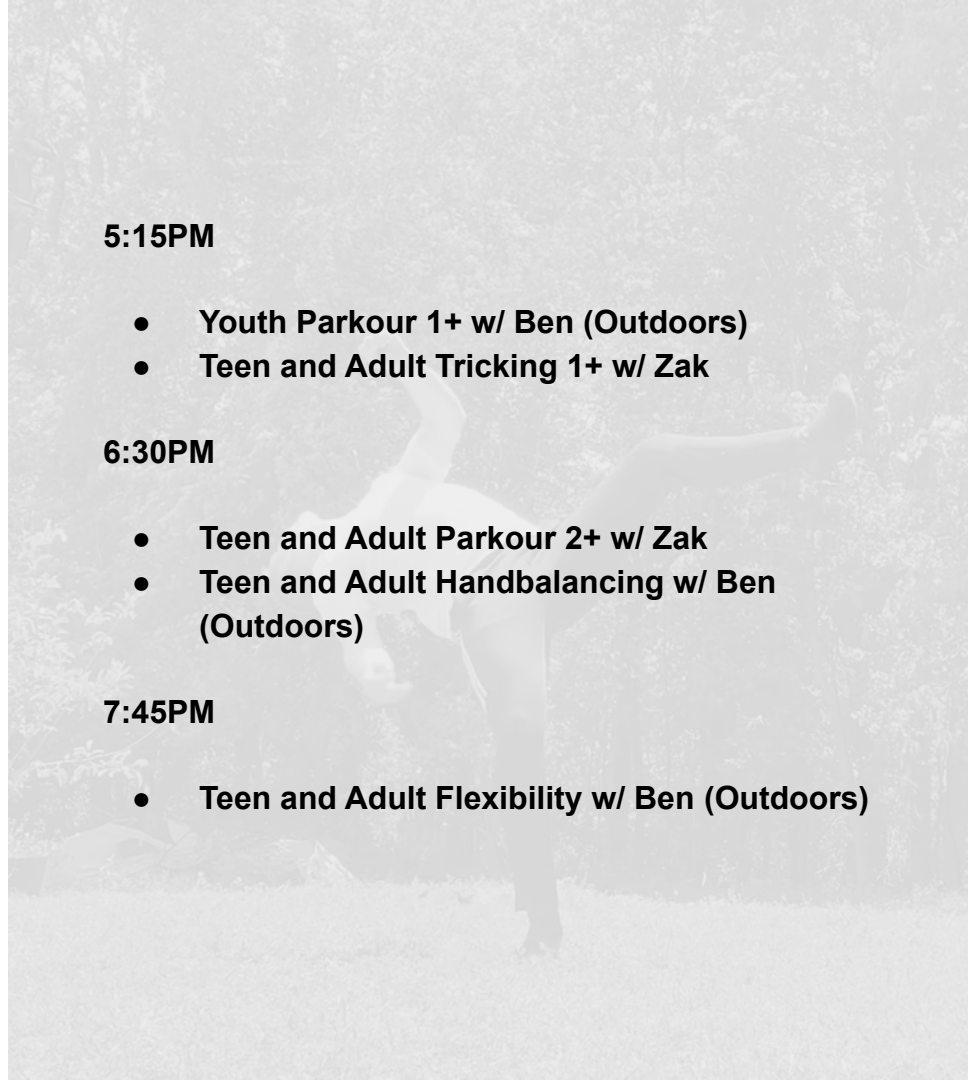 5:15PM
● Youth Parkour 1+ w/ Ben (Outdoors)
● Teen and Adult Tricking 1+ w/ Zak
6:30PM
● Teen and Adult Parkour 2+ w/ Zak
● Teen and Adult Handbalancing w/ Ben
(Outdoors)
7:45PM
● Teen and Adult Flexibility w/ Ben (Outdoors)